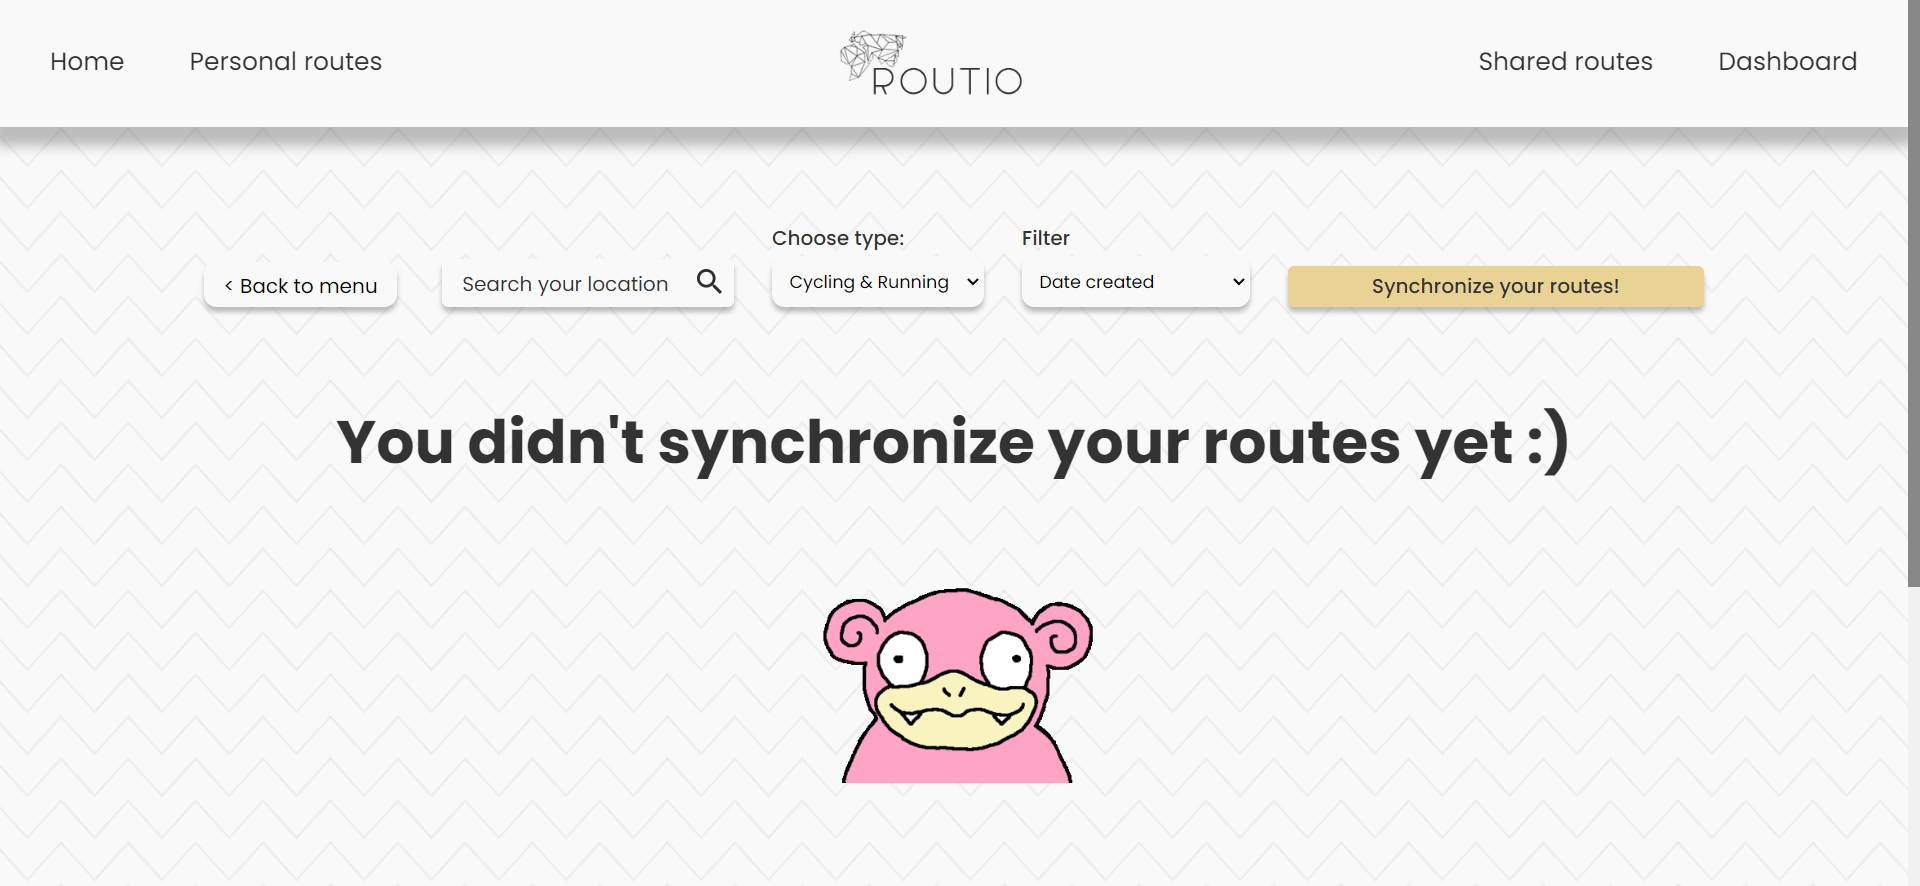 Home
Personal routes
ROUTIO
Shared routes
Dashboard
Choose type:
Filter
< Back to menu
Search your location
Cycling & Running
Date created
Synchronize your routes!
You didn't synchronize your routes yet :)